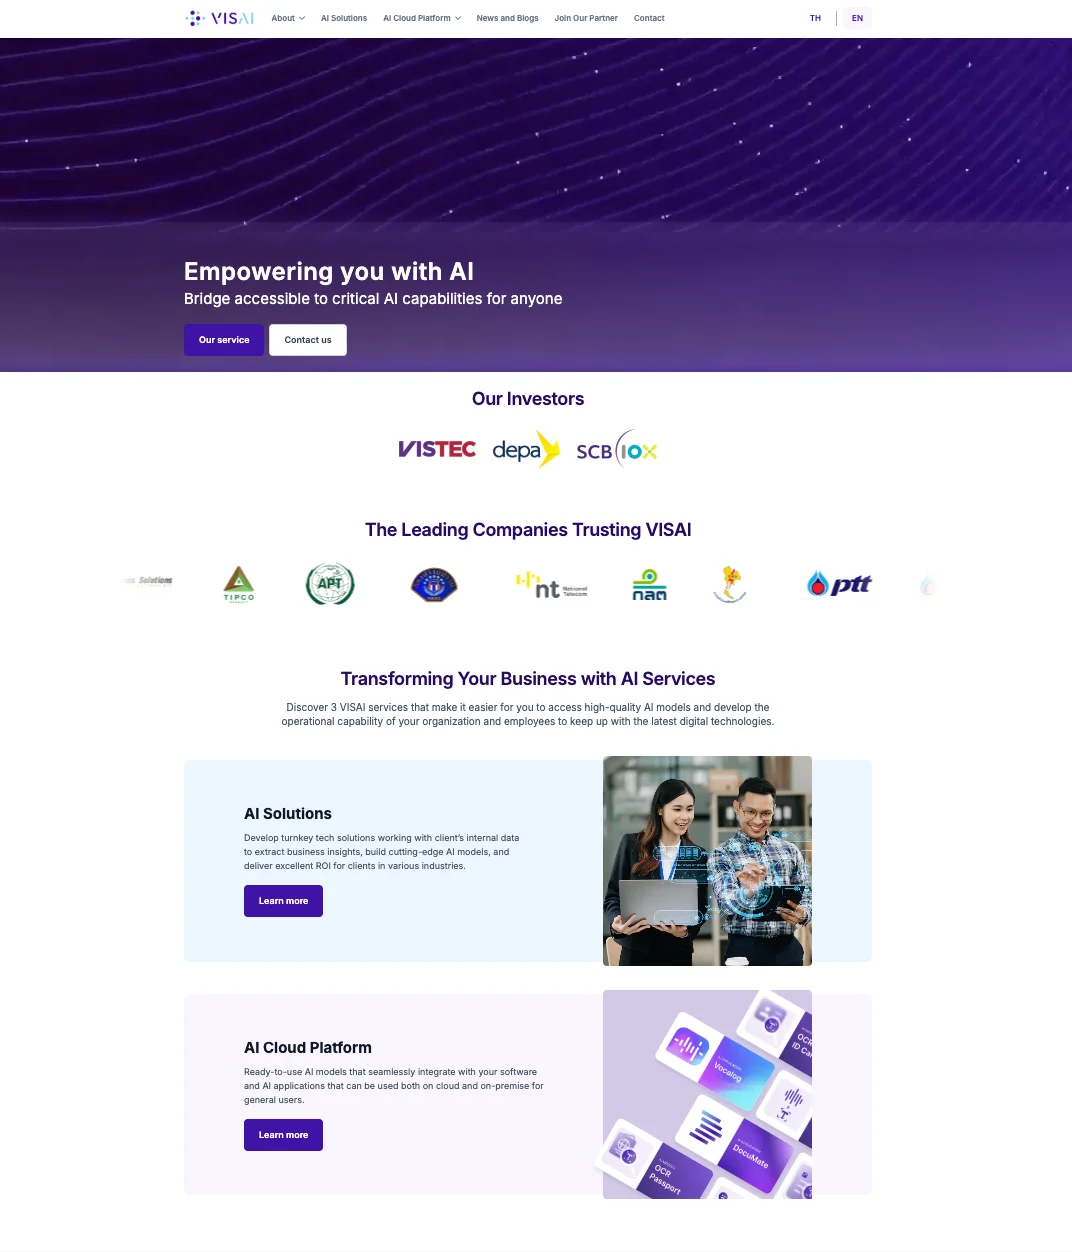 VISAI
About
AI Solutions
AI Cloud Platform
News and Blogs
Join Our Partner
Contact
TH
EN
Empowering you with AI
Bridge accessible to critical AI capabilities for anyone
Our service
Contact us
Our Investors
VISTEC
depa
SCB 10X
The Leading Companies Trusting VISAI
Solutions
TIPCO
APT
nt National
Telecom
กฟก
ptt
Transforming Your Business with AI Services
Discover 3 VISAI services that make it easier for you to access high-quality AI models and develop the
operational capability of your organization and employees to keep up with the latest digital technologies.
AI Solutions
Develop turnkey tech solutions working with client's internal data
to extract business insights, build cutting-edge AI models, and
deliver excellent ROI for clients in various industries.
Learn more
AI Cloud Platform
Ready-to-use AI models that seamlessly integrate with your software
and AI applications that can be used both on cloud and on-premise for
general users.
Learn more
OCR
ID Car
Vocalog
DocuMate
OCR
Passport